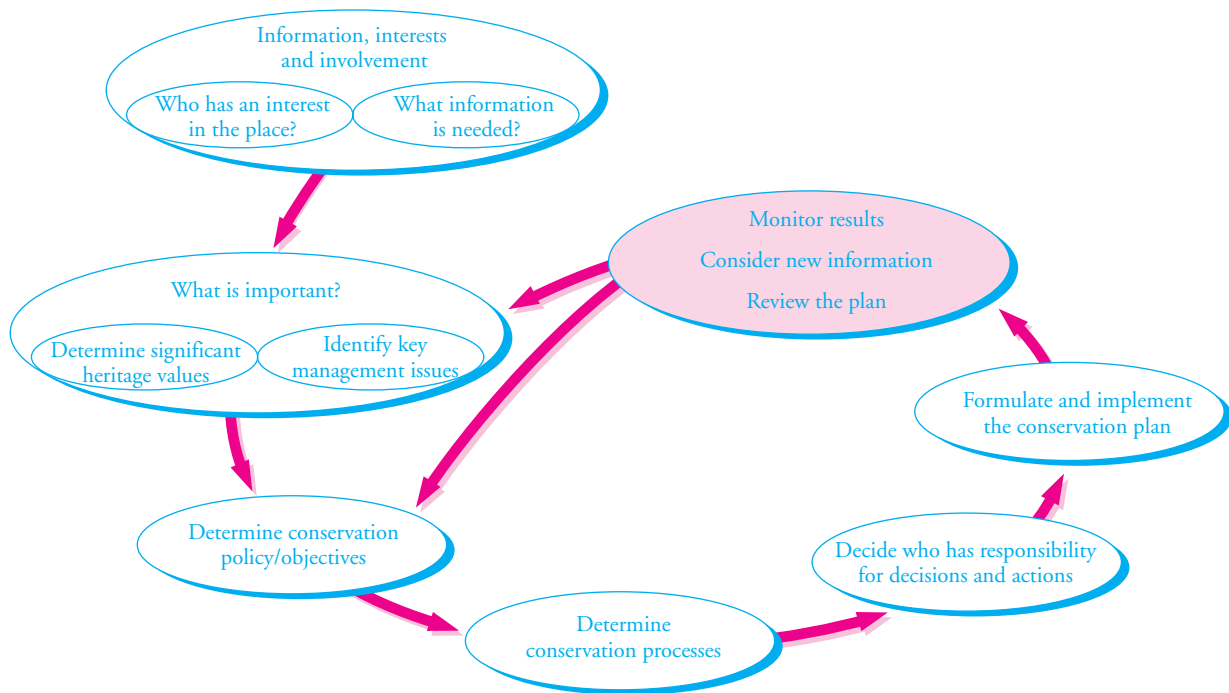 Information, interests
and involvement
Who has an interest
in the place?
What information
is needed?
What is important?
Determine significant
heritage values
Identify key
management issues
Determine conservation
policy/objectives
Determine
conservation processes
Decide who has responsibility
for decisions and actions
Formulate and implement
the conservation plan
Monitor results
Consider new information
Review the plan